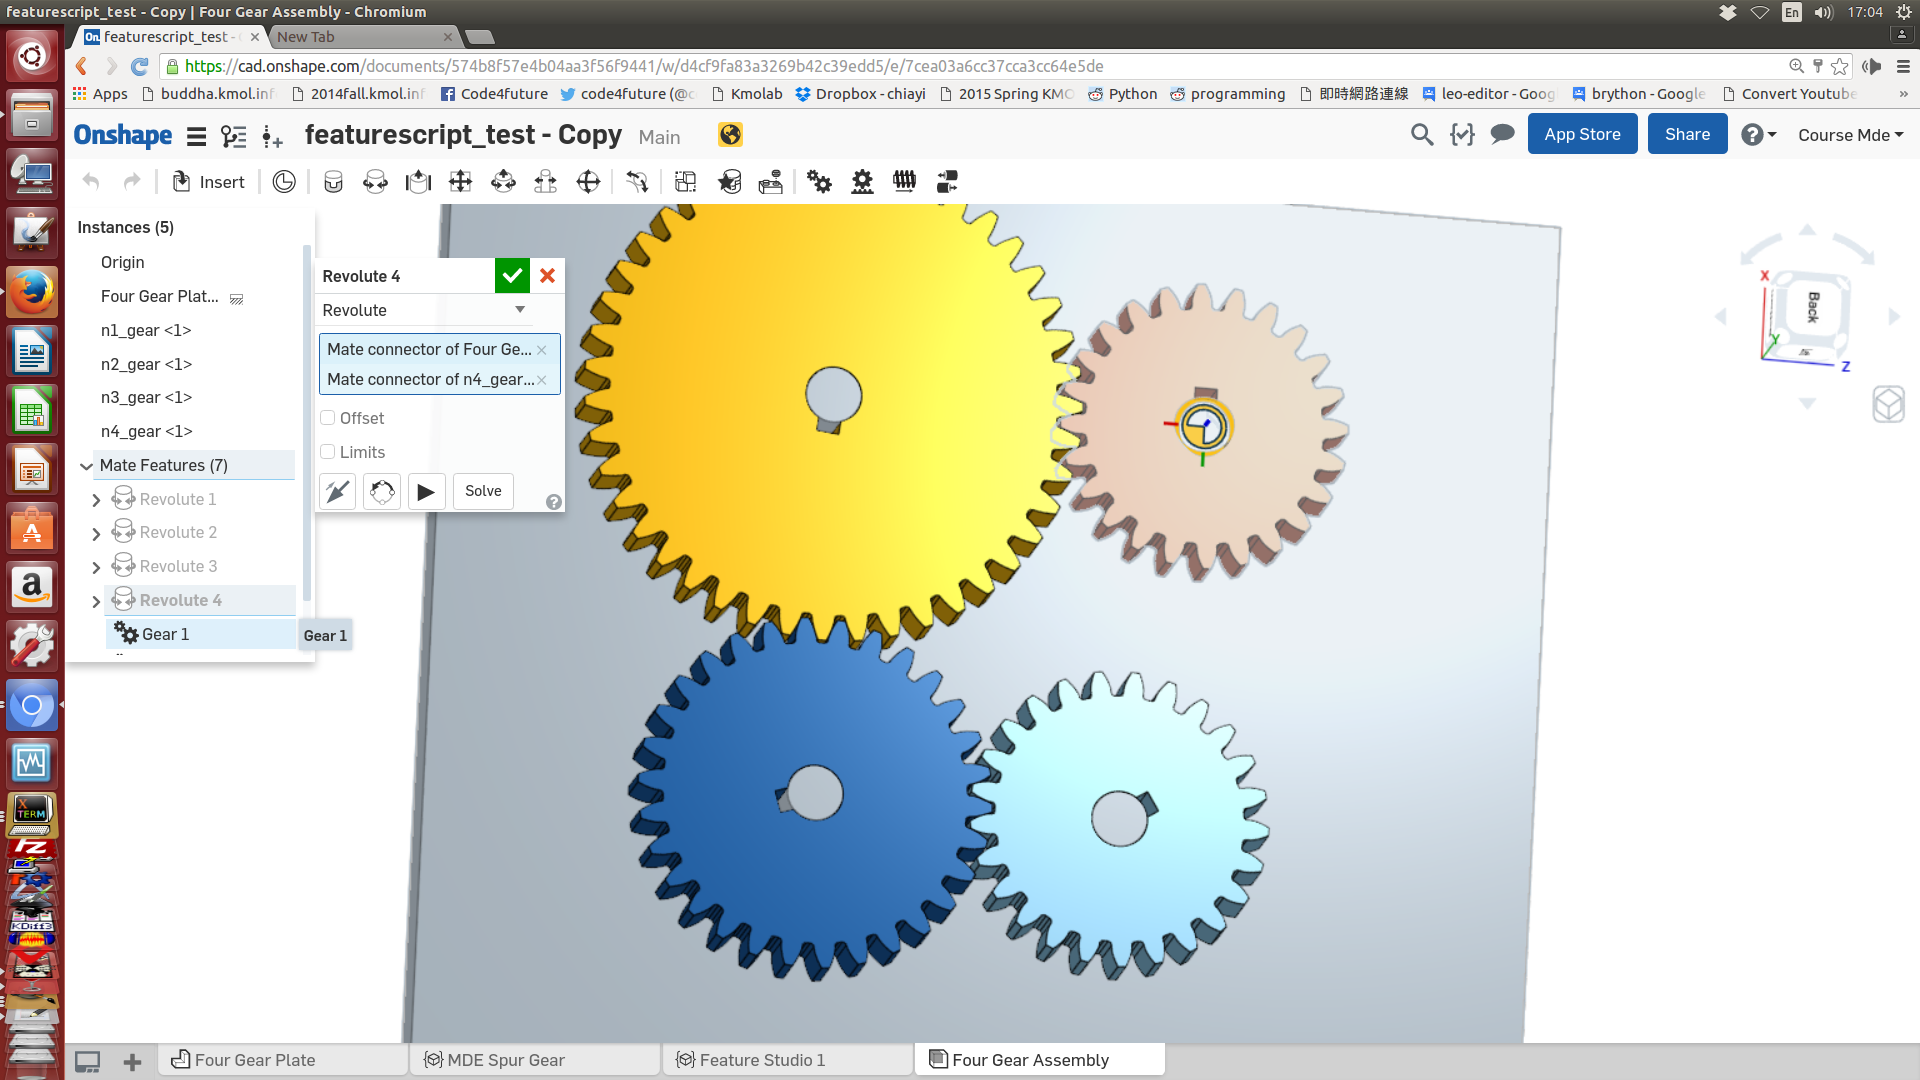 featurescript_test - Copy | Four Gear Assembly - Chromium
En 17:04
On featurescript_test - New Tab
https://cad.onshape.com/documents/574b8f57e4b04aa3f56f9441/w/d4cf9fa83a3269b42c39edd5/e/7cea03a6cc37cca3cc64e5de
Apps buddha.kmol.inf 2014fall.kmol.inf Code4future code4future (@c Kmolab Dropbox - chiayi 2015 Spring KMO Python programming 即時網路連線 leo-editor - Goog brython - Google Convert Youtube »
Onshape featurescript_test - Copy Main App Store Share Course Mde
Insert
Instances (5)
Origin
Four Gear Plat...
n1_gear <1>
n2_gear <1>
n3_gear <1>
n4_gear <1>
Mate Features (7)
Revolute 1
Revolute 2
Revolute 3
Revolute 4
Gear 1
Gear 1
Revolute 4
Revolute
Mate connector of Four Ge...
Mate connector of n4_gear...
Offset
Limits
Solve
X
Back
Y
Z
XTERM
KDiff3
Four Gear Plate MDE Spur Gear Feature Studio 1 Four Gear Assembly